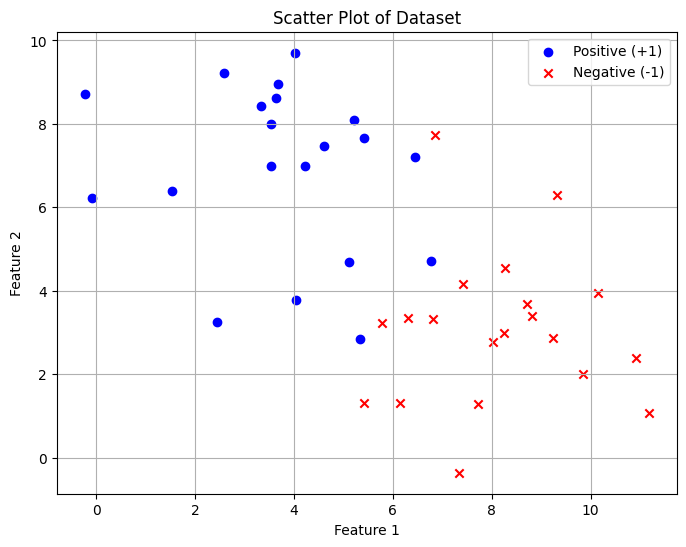 Scatter Plot of Dataset
Positive (+1)
Negative (-1)
10
8
6
4
2
0
Feature 2
0 2 4 6 8 10
Feature 1